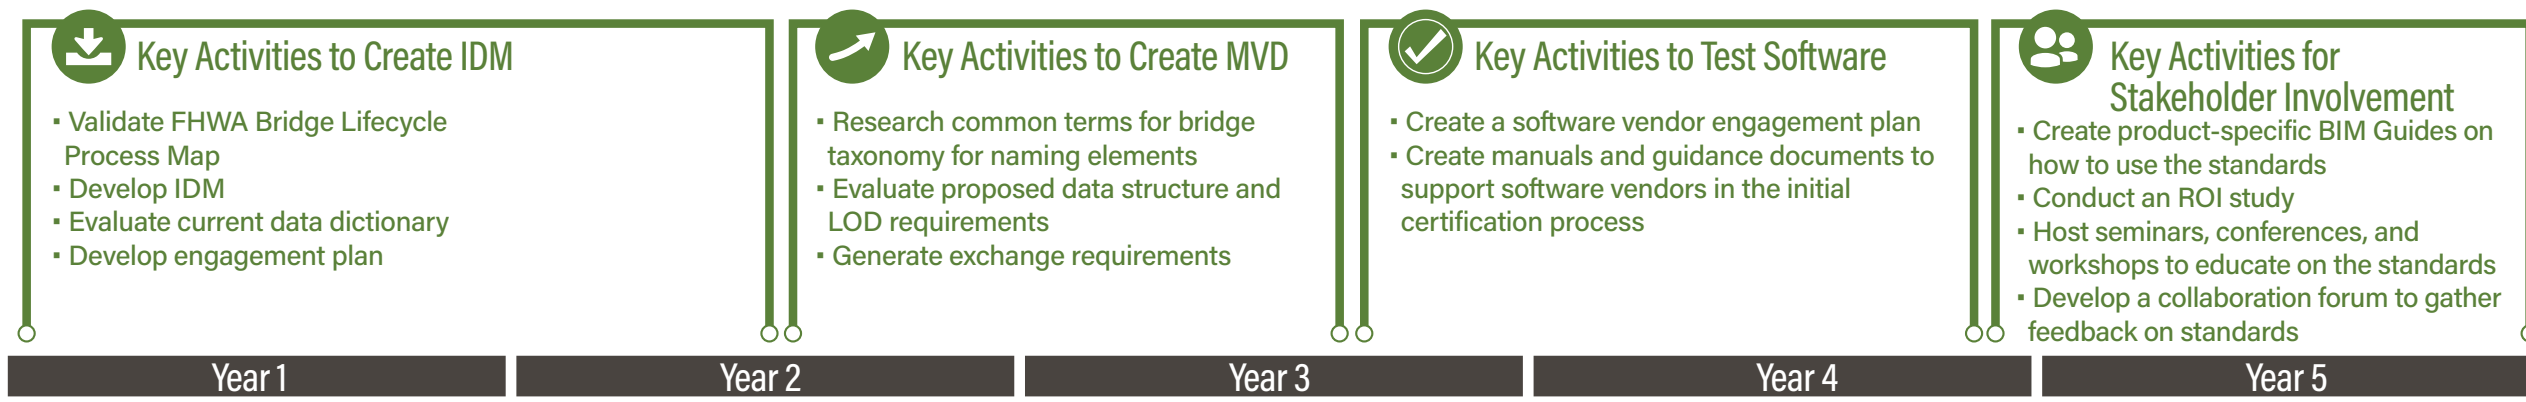 Key Activities to Create IDM
▪ Validate FHWA Bridge Lifecycle
Process Map
▪ Develop IDM
▪ Evaluate current data dictionary
▪ Develop engagement plan
Key Activities to Create MVD
▪ Research common terms for bridge
taxonomy for naming elements
▪ Evaluate proposed data structure and
LOD requirements
▪ Generate exchange requirements
Key Activities to Test Software
▪ Create a software vendor engagement plan
▪ Create manuals and guidance documents to
support software vendors in the initial
certification process
Key Activities for
Stakeholder Involvement
▪ Create product-specific BIM Guides on
how to use the standards
▪ Conduct an ROI study
▪ Host seminars, conferences, and
workshops to educate on the standards
▪ Develop a collaboration forum to gather
feedback on standards
Year 1
Year 2
Year 3
Year 4
Year 5